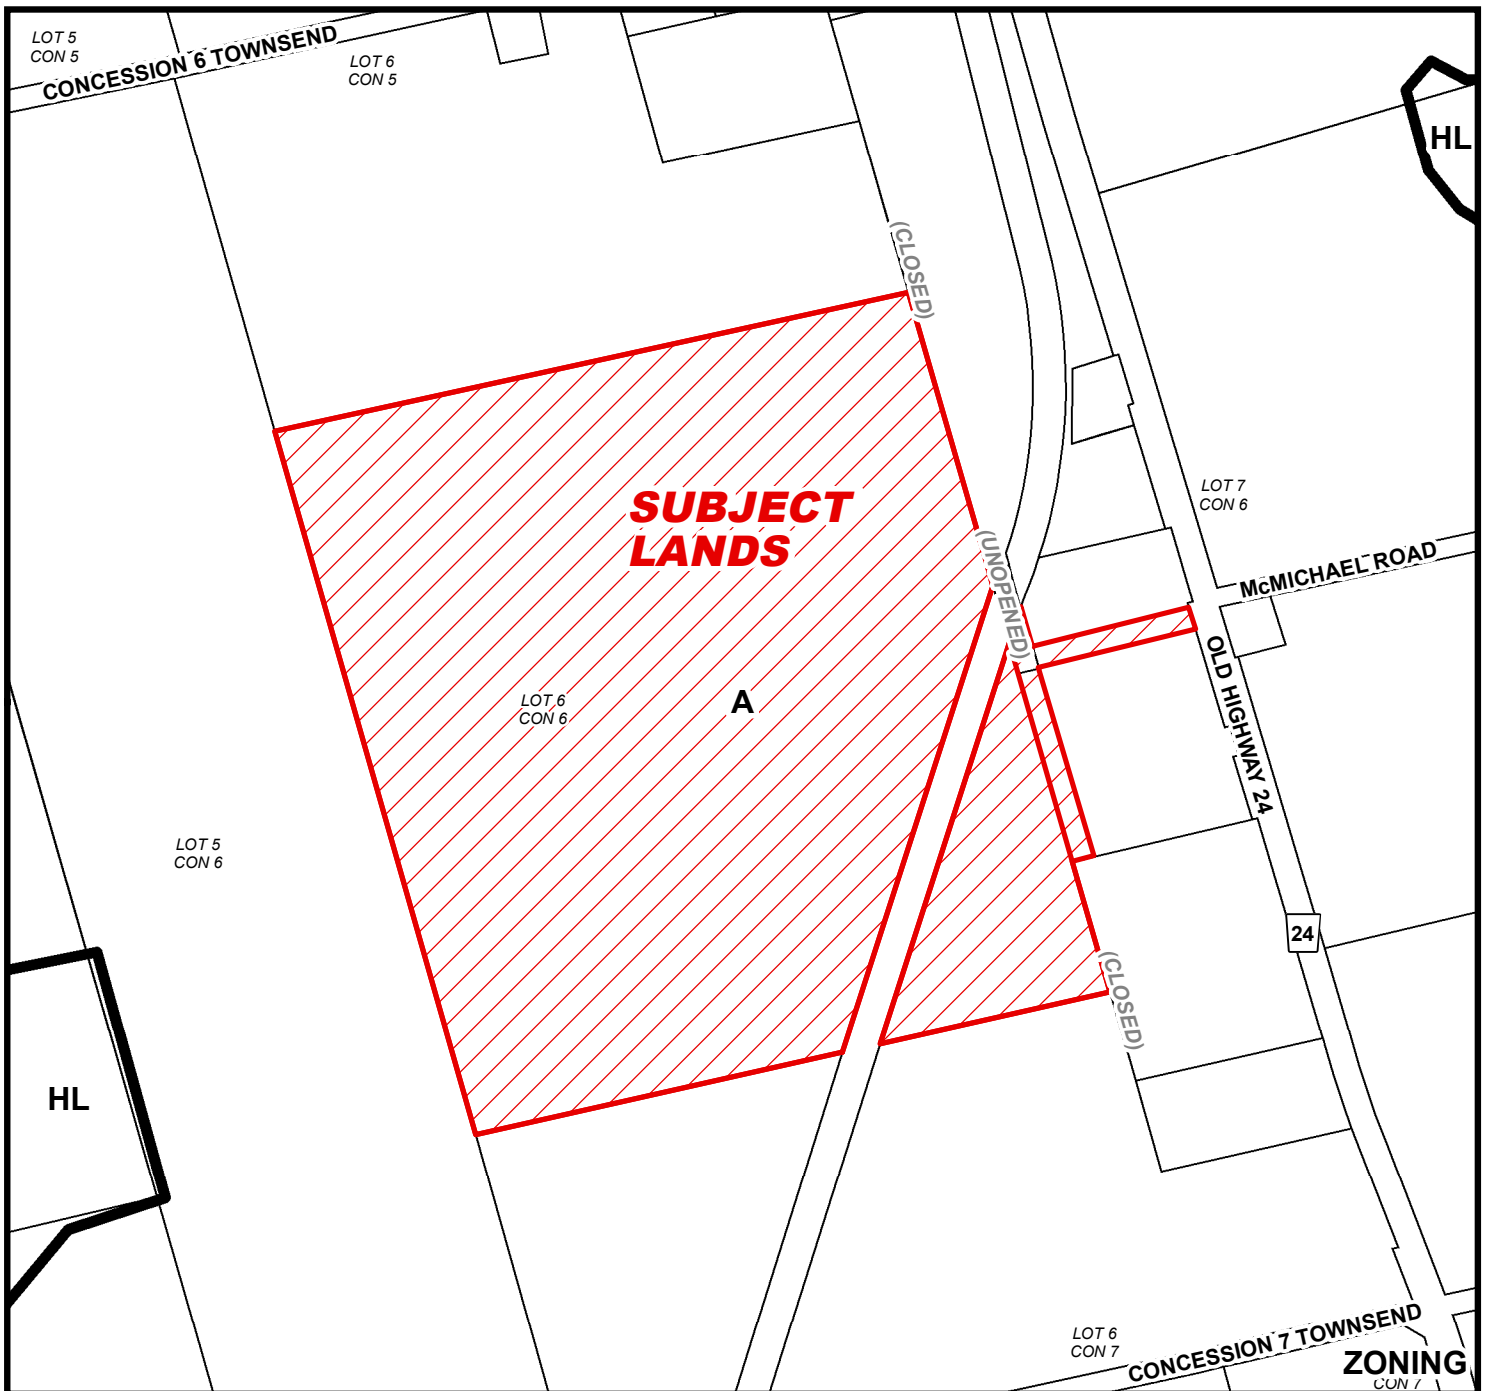 LOT 5
CON 5
CONCESSION 6 TOWNSEND
LOT 6
CON 5
HL
(CLOSED)
SUBJECT
LANDS
LOT 7
CON 6
(UNOPENED)
McMICHAEL ROAD
LOT 6
CON 6
A
OLD HIGHWAY 24
LOT 5
CON 6
24
(CLOSED)
HL
LOT 6
CON 7
CONCESSION 7 TOWNSEND
ZONING
CON 7